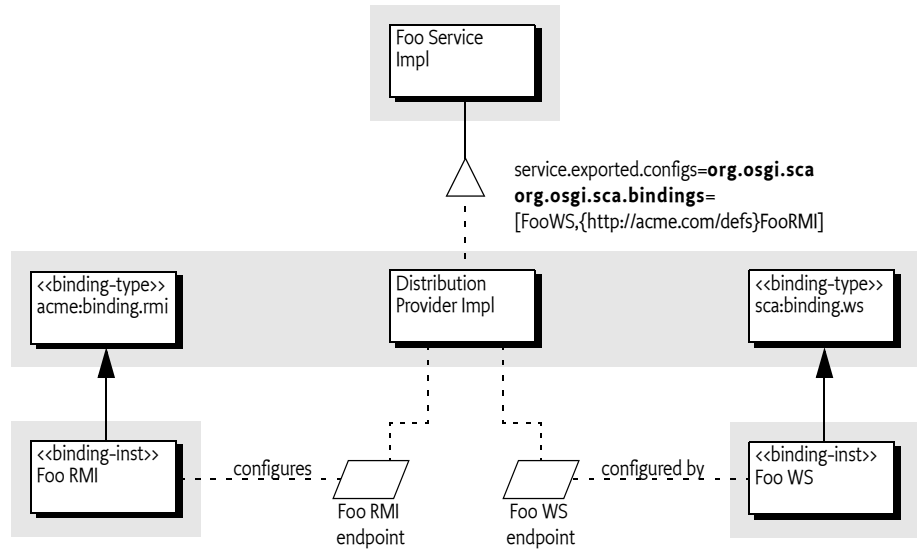 Foo Service
Impl
service.exported.configs=org.osgi.sca
org.osgi.sca.bindings=
[FooWS,{http://acme.com/defs}FooRMI]
<<binding-type>>
acme:binding.rmi
Distribution
Provider Impl
<<binding-type>>
sca:binding.ws
<<binding-inst>>
Foo RMI
configures
configured by
<<binding-inst>>
Foo WS
Foo RMI
endpoint
Foo WS
endpoint